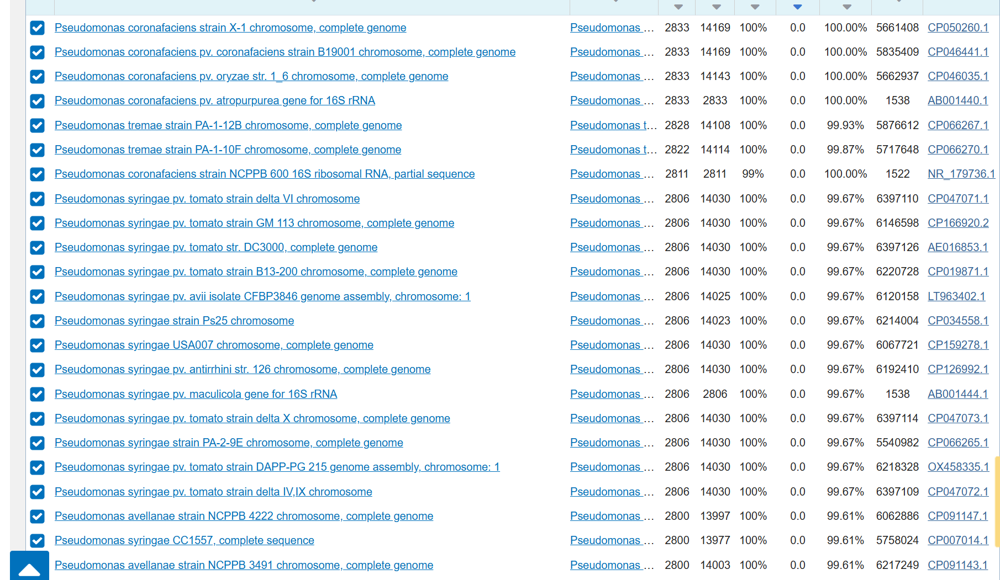 Pseudomonas coronafaciens strain X-1 chromosome, complete genome Pseudomonas ... 2833 14169 100% 0.0 100.00% 5661408 CP050260.1
Pseudomonas coronafaciens pv. coronafaciens strain B19001 chromosome, complete genome Pseudomonas ... 2833 14169 100% 0.0 100.00% 5835409 CP046441.1
Pseudomonas coronafaciens pv. oryzae str. 1_6 chromosome, complete genome Pseudomonas ... 2833 14143 100% 0.0 100.00% 5662937 CP046035.1
Pseudomonas coronafaciens pv. atropurpurea gene for 16S rRNA Pseudomonas ... 2833 2833 100% 0.0 100.00% 1538 AB001440.1
Pseudomonas tremae strain PA-1-12B chromosome, complete genome Pseudomonas t... 2828 14108 100% 0.0 99.93% 5876612 CP066267.1
Pseudomonas tremae strain PA-1-10F chromosome, complete genome Pseudomonas t... 2822 14114 100% 0.0 99.87% 5717648 CP066270.1
Pseudomonas coronafaciens strain NCPPB 600 16S ribosomal RNA, partial sequence Pseudomonas ... 2811 2811 99% 0.0 100.00% 1522 NR_179736.1
Pseudomonas syringae pv. tomato strain delta VI chromosome Pseudomonas ... 2806 14030 100% 0.0 99.67% 6397110 CP047071.1
Pseudomonas syringae pv. tomato strain GM 113 chromosome, complete genome Pseudomonas ... 2806 14030 100% 0.0 99.67% 6146598 CP166920.2
Pseudomonas syringae pv. tomato str. DC3000, complete genome Pseudomonas ... 2806 14030 100% 0.0 99.67% 6397126 AE016853.1
Pseudomonas syringae pv. tomato strain B13-200 chromosome, complete genome Pseudomonas ... 2806 14030 100% 0.0 99.67% 6220728 CP019871.1
Pseudomonas syringae pv. avii isolate CFBP3846 genome assembly, chromosome: 1 Pseudomonas ... 2806 14025 100% 0.0 99.67% 6120158 LT963402.1
Pseudomonas syringae strain Ps25 chromosome Pseudomonas ... 2806 14023 100% 0.0 99.67% 6214004 CP034558.1
Pseudomonas syringae USA007 chromosome, complete genome Pseudomonas ... 2806 14030 100% 0.0 99.67% 6067721 CP159278.1
Pseudomonas syringae pv. antirrhini str. 126 chromosome, complete genome Pseudomonas ... 2806 14030 100% 0.0 99.67% 6192410 CP126992.1
Pseudomonas syringae pv. maculicola gene for 16S rRNA Pseudomonas ... 2806 2806 100% 0.0 99.67% 1538 AB001444.1
Pseudomonas syringae pv. tomato strain delta X chromosome, complete genome Pseudomonas ... 2806 14030 100% 0.0 99.67% 6397114 CP047073.1
Pseudomonas syringae strain PA-2-9E chromosome, complete genome Pseudomonas ... 2806 14030 100% 0.0 99.67% 5540982 CP066265.1
Pseudomonas syringae pv. tomato strain DAPP-PG 215 genome assembly, chromosome: 1 Pseudomonas ... 2806 14030 100% 0.0 99.67% 6218328 OX458335.1
Pseudomonas syringae pv. tomato strain delta IV,IX chromosome Pseudomonas ... 2806 14030 100% 0.0 99.67% 6397109 CP047072.1
Pseudomonas avellanae strain NCPPB 4222 chromosome, complete genome Pseudomonas ... 2800 13997 100% 0.0 99.61% 6062886 CP091147.1
Pseudomonas syringae CC1557, complete sequence Pseudomonas ... 2800 13977 100% 0.0 99.61% 5758024 CP007014.1
Pseudomonas avellanae strain NCPPB 3491 chromosome, complete genome Pseudomonas ... 2800 14003 100% 0.0 99.61% 6217249 CP091143.1